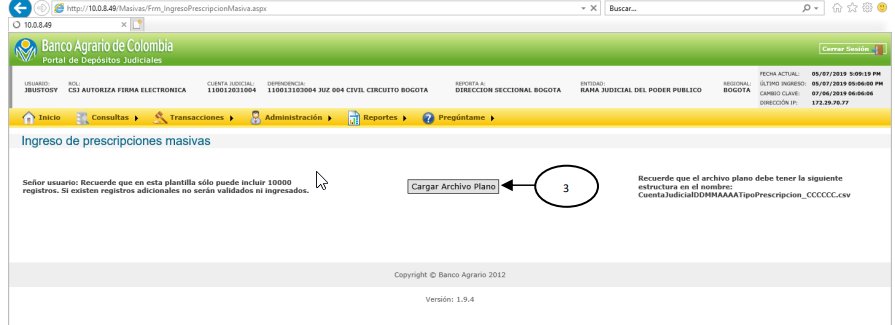 http://10.0.8.49/Masivas/Frm_IngresoPrescripcionMasiva.aspx
Buscar...
10.0.8.49
Banco Agrario de Colombia
Portal de Depósitos Judiciales
Cerrar Sesión
USUARIO: ROL: CUENTA JUDICIAL: DEPENDENCIA: REPORTA A: ENTIDAD: REGIONAL:
JBUSTOSY CSJ AUTORIZA FIRMA ELECTRONICA 110012031004 110013103004 JUZ 004 CIVIL CIRCUITO BOGOTA DIRECCION SECCIONAL BOGOTA RAMA JUDICIAL DEL PODER PUBLICO BOGOTA
FECHA ACTUAL: 05/07/2019 5:09:19 PM
ÚLTIMO INGRESO: 05/07/2019 05:06:00 PM
CAMBIO CLAVE: 07/06/2019 06:06:06
DIRECCIÓN IP: 172.29.70.77
Inicio Consultas Transacciones Administración Reportes Pregúntame
Ingreso de prescripciones masivas
Señor usuario: Recuerde que en esta plantilla sólo puede incluir 10000
registros. Si existen registros adicionales no serán validados ni ingresados.
Cargar Archivo Plano
3
Recuerde que el archivo plano debe tener la siguiente
estructura en el nombre:
CuentaJudicialDDMMAAAATipoPrescripcion_CCCCCC.csv
Copyright © Banco Agrario 2012
Versión: 1.9.4